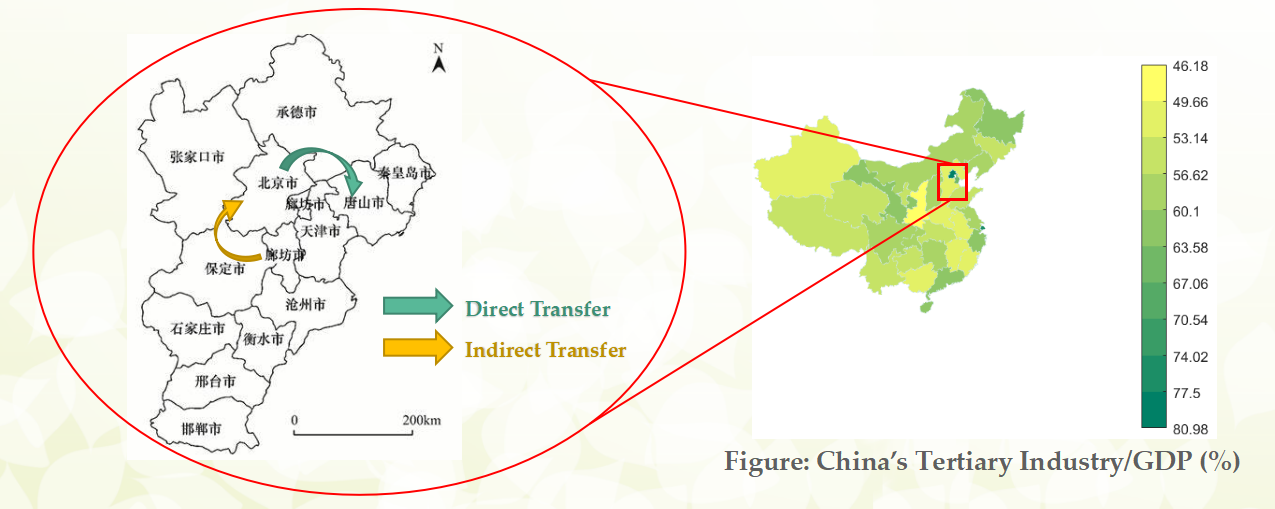 N
承德市
张家口市
北京市
秦皇岛市
廊坊市
唐山市
天津市
廊坊市
保定市
沧州市
石家庄市
衡水市
邢台市
邯郸市
Direct Transfer
Indirect Transfer
0
200km
46.18
49.66
53.14
56.62
60.1
63.58
67.06
70.54
74.02
77.5
80.98
Figure: China’s Tertiary Industry/GDP (%)